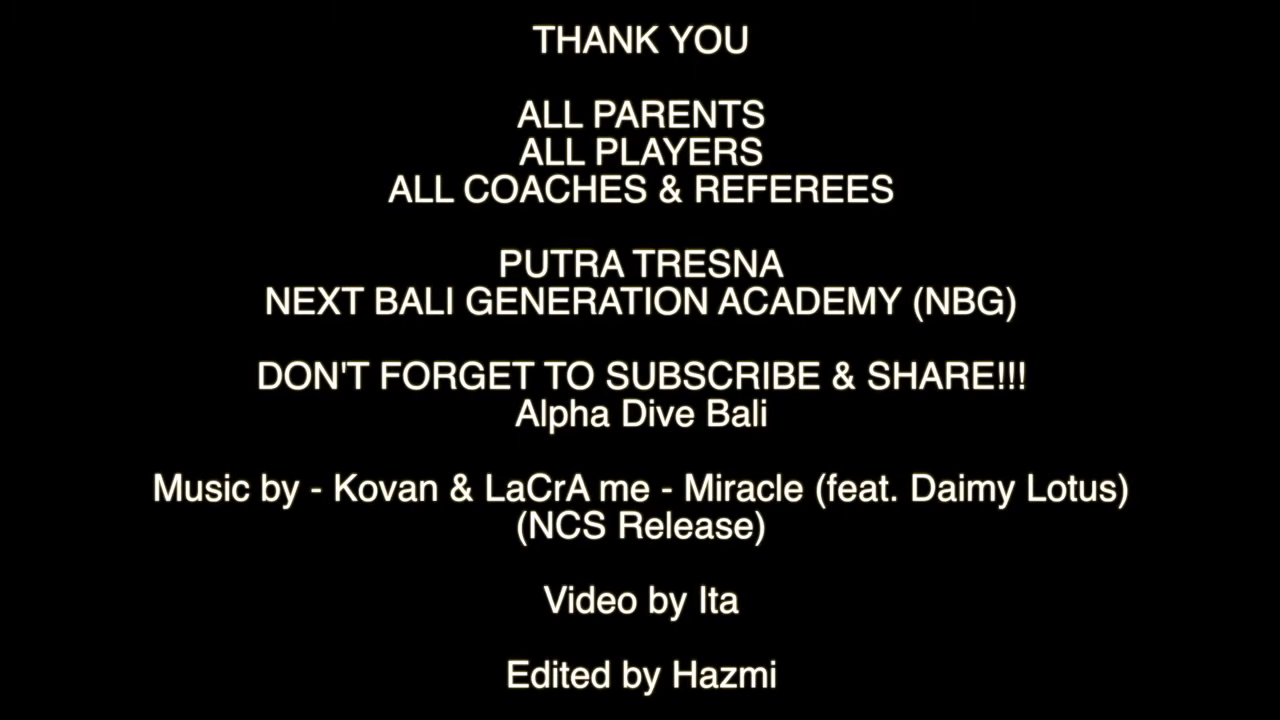 THANK YOU
ALL PARENTS
ALL PLAYERS
ALL COACHES & REFEREES
PUTRA TRESNA
NEXT BALI GENERATION ACADEMY (NBG)
DON'T FORGET TO SUBSCRIBE & SHARE!!!
Alpha Dive Bali
Music by - Kovan & LaCrA me - Miracle (feat. Daimy Lotus)
(NCS Release)
Video by Ita
Edited by Hazmi